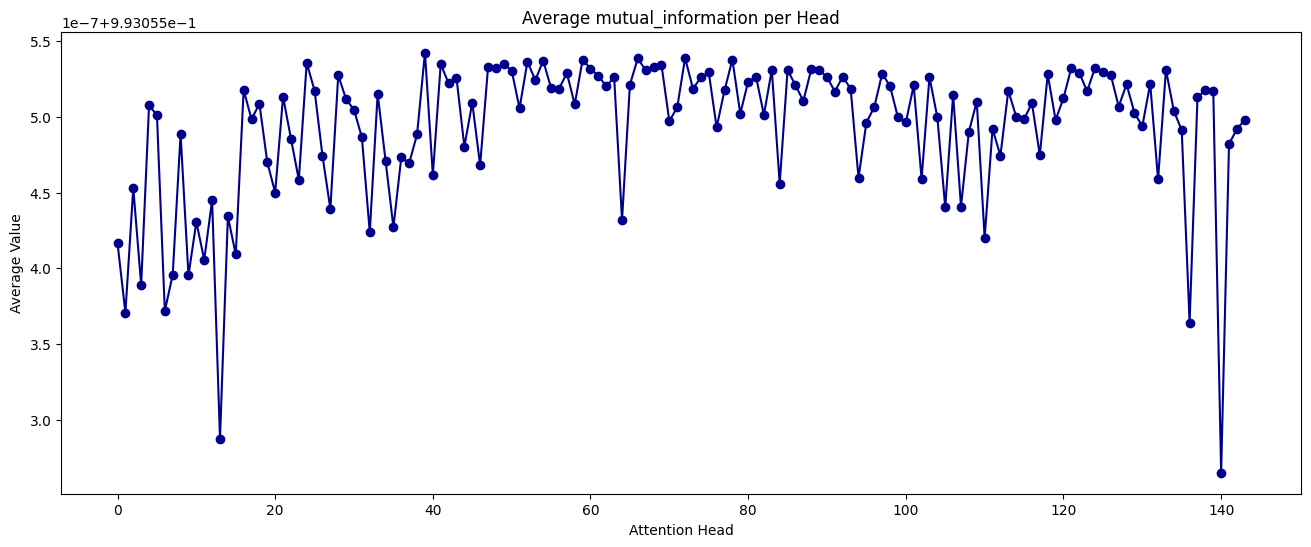 Average mutual_information per Head
1e−7+9.93055e−1
5.5
5.0
4.5
4.0
3.5
3.0
Average Value
0 20 40 60 80 100 120 140
Attention Head